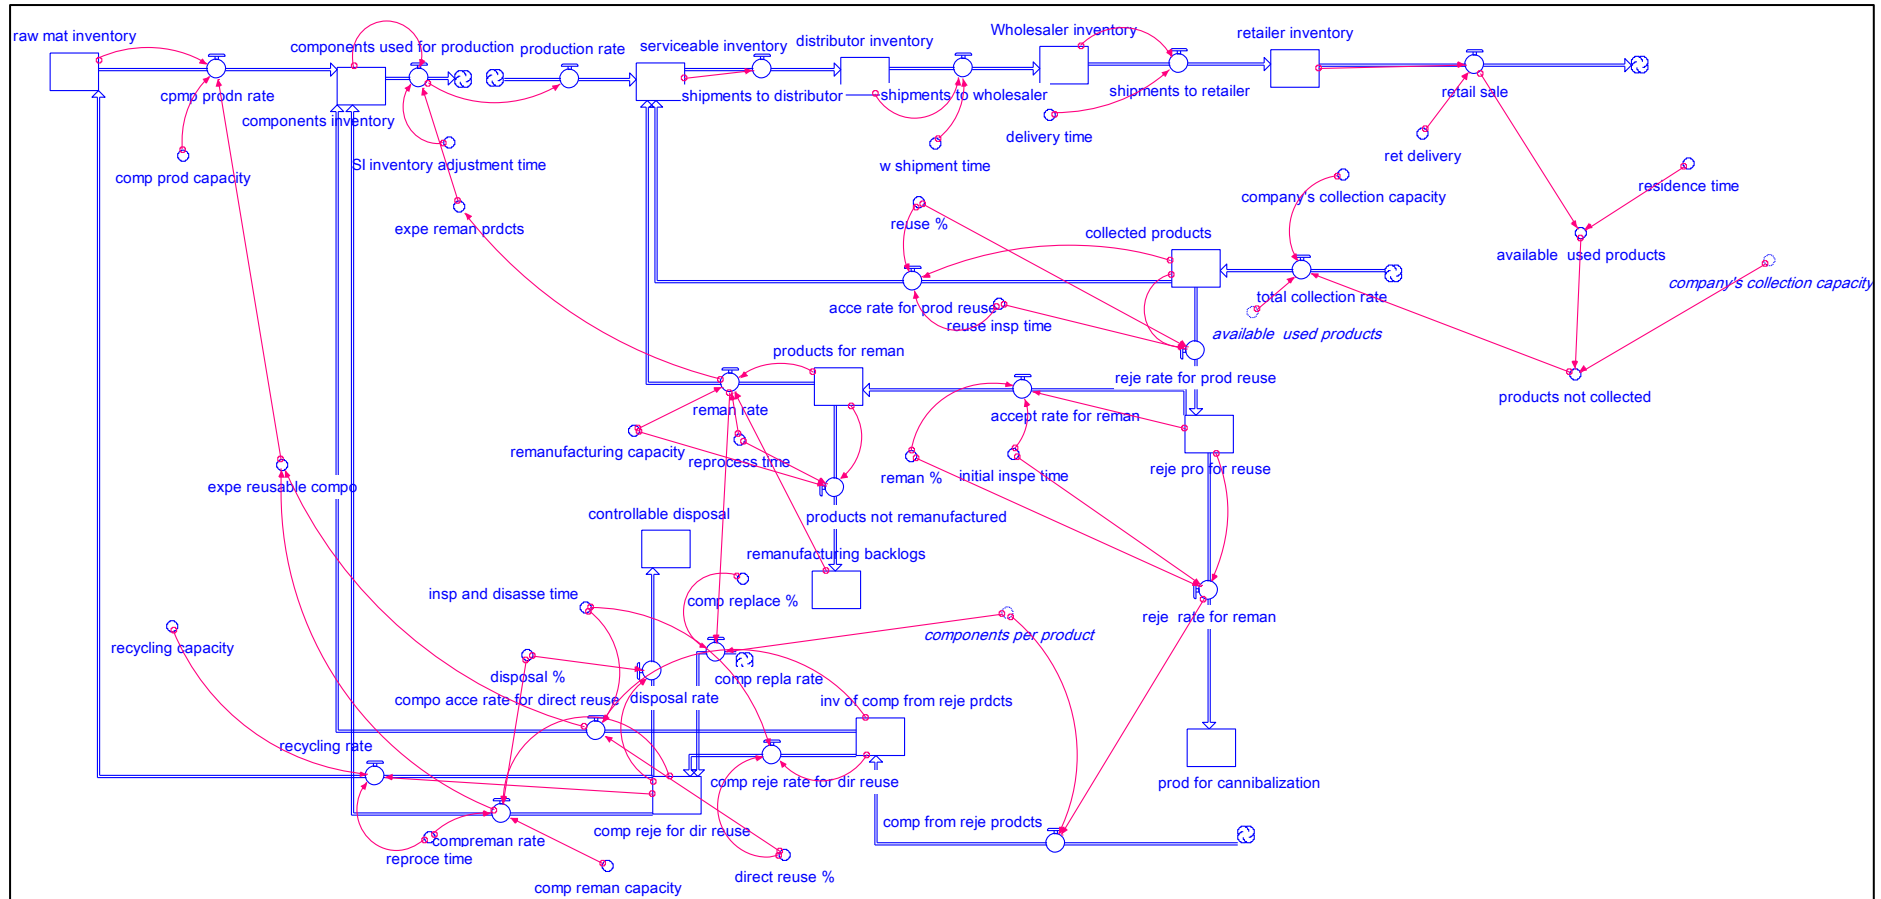 raw mat inventory
components used for production
production rate
serviceable inventory
distributor inventory
Wholesaler inventory
retailer inventory
cpmp prodn rate
components inventory
shipments to distributor
shipments to wholesaler
shipments to retailer
retail sale
comp prod capacity
SI inventory adjustment time
w shipment time
delivery time
ret delivery
residence time
company's collection capacity
expe reman prdcts
reuse %
collected products
available  used products
company's collection capacity
acce rate for prod reuse
reuse insp time
total collection rate
available  used products
products for reman
reje rate for prod reuse
products not collected
reman rate
accept rate for reman
remanufacturing capacity
reprocess time
reman %
initial inspe time
reje pro for reuse
expe reusable compo
products not remanufactured
controllable disposal
remanufacturing backlogs
insp and disasse time
comp replace %
components per product
reje  rate for reman
recycling capacity
disposal %
comp repla rate
compo acce rate for direct reuse
disposal rate
inv of comp from reje prdcts
recycling rate
comp reje rate for dir reuse
prod for cannibalization
comp from reje prodcts
comp reje for dir reuse
compreman rate
reproce time
direct reuse %
comp reman capacity